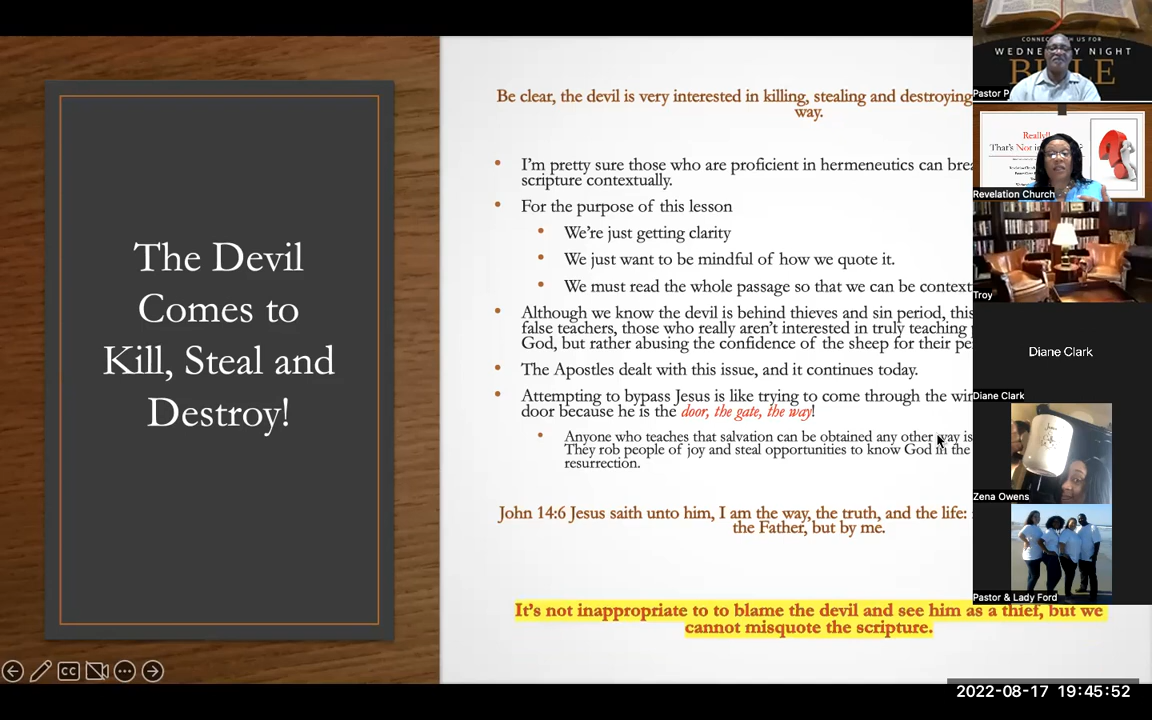 The Devil
Comes to
Kill, Steal and
Destroy!
Be clear, the devil is very interested in killing, stealing and destroying
way.
I'm pretty sure those who are proficient in hermeneutics can
scripture contextually.
For the purpose of this lesson
We're just getting clarity
We just want to be mindful of how we quote it.
We must read the whole passage so that we can be
Although we know the devil is behind thieves and sin period,
false teachers, those who really aren't interested in truly teaching
God, but rather abusing the confidence of the sheep for their
The Apostles dealt with this issue, and it continues today.
Attempting to bypass Jesus is like trying to come through the
door because he is the door, the gate, the way!
Anyone who teaches that salvation can be obtained any other way is
They rob people of joy and steal opportunities to know God in the
resurrection.
John 14:6 Jesus saith unto him, I am the way, the truth, and the life:
the Father, but by me.
It's not inappropriate to to blame the devil and see him as a thief, but we
cannot misquote the scripture.
CC
WEDNE Y NIGHT
Pastor P
Really!
That's Not
Revelation Church
Troy
Diane Clark
Diane Clark
Zena Owens
Pastor & Lady Ford
2022-08-17 19:45:52